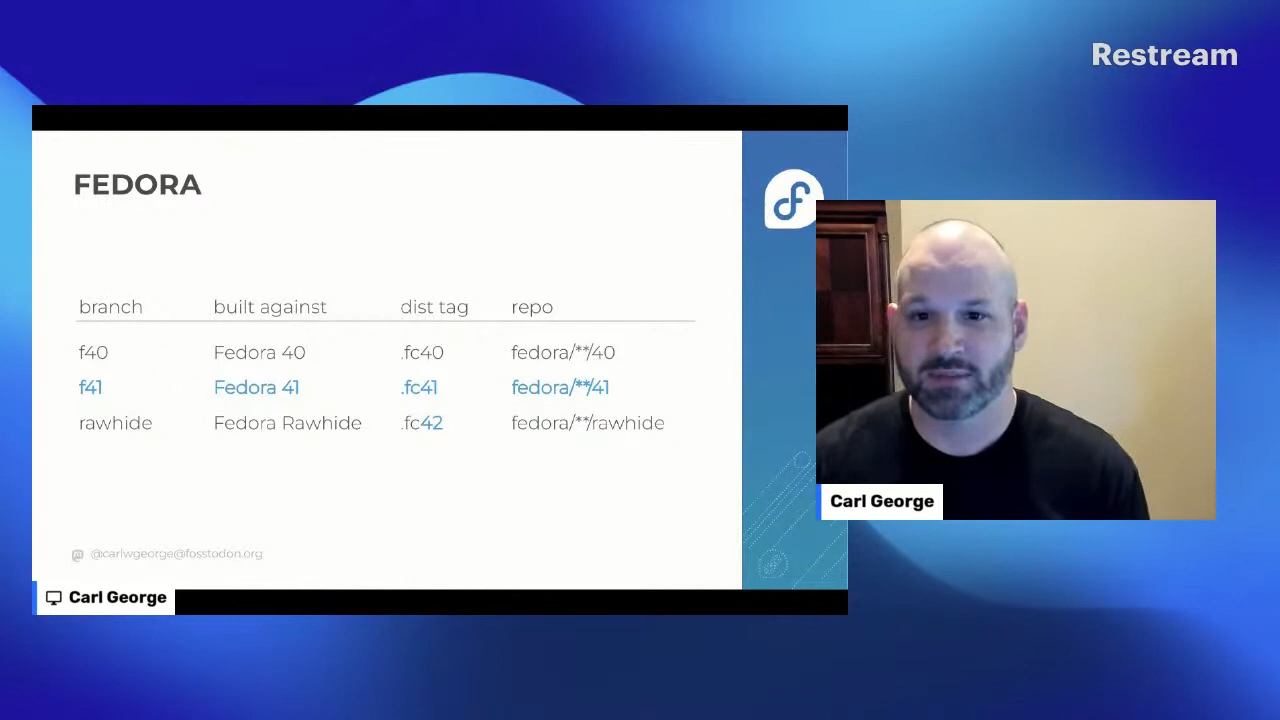 Restream
FEDORA
branch built against dist tag repo
f40 Fedora 40 .fc40 fedora/**/40
f41 Fedora 41 .fc41 fedora/**/41
rawhide Fedora Rawhide .fc42 fedora/**/rawhide
@carlwgeorge@fosstodon.org
Carl George
Carl George